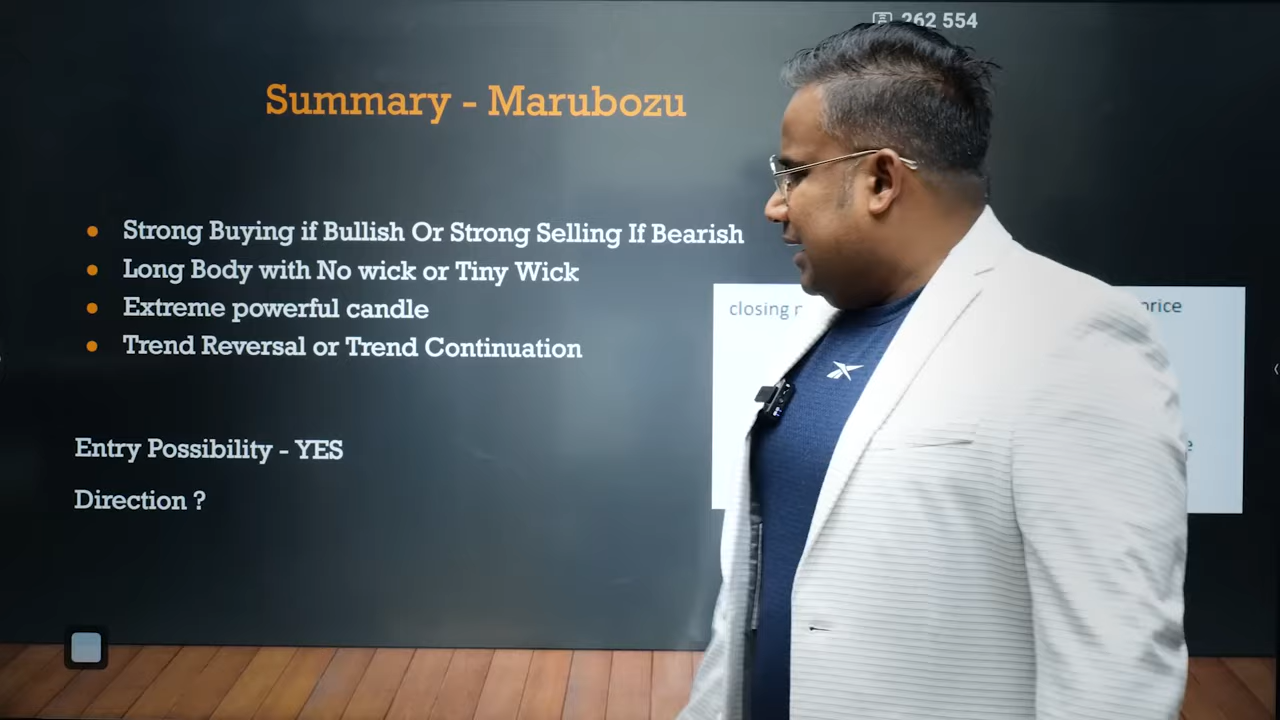 262 554
Summary - Marubozu
Strong Buying if Bullish Or Strong Selling If Bearish
Long Body with No wick or Tiny Wick
Extreme powerful candle
Trend Reversal or Trend Continuation
closing
price
Entry Possibility - YES
Direction ?